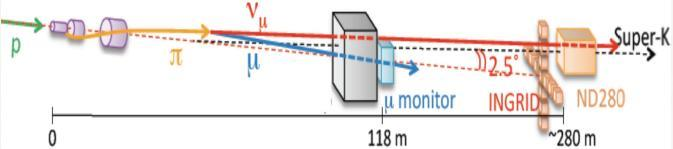 p
π
ν_μ
μ
μ monitor
2.5°
INGRID
ND280
Super-K
0
118 m
~280 m